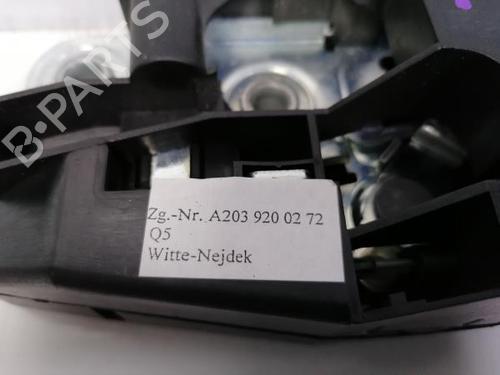 B-PARTS
Zg.-Nr. A203 920 02 72
Q5
Witte-Nejdek